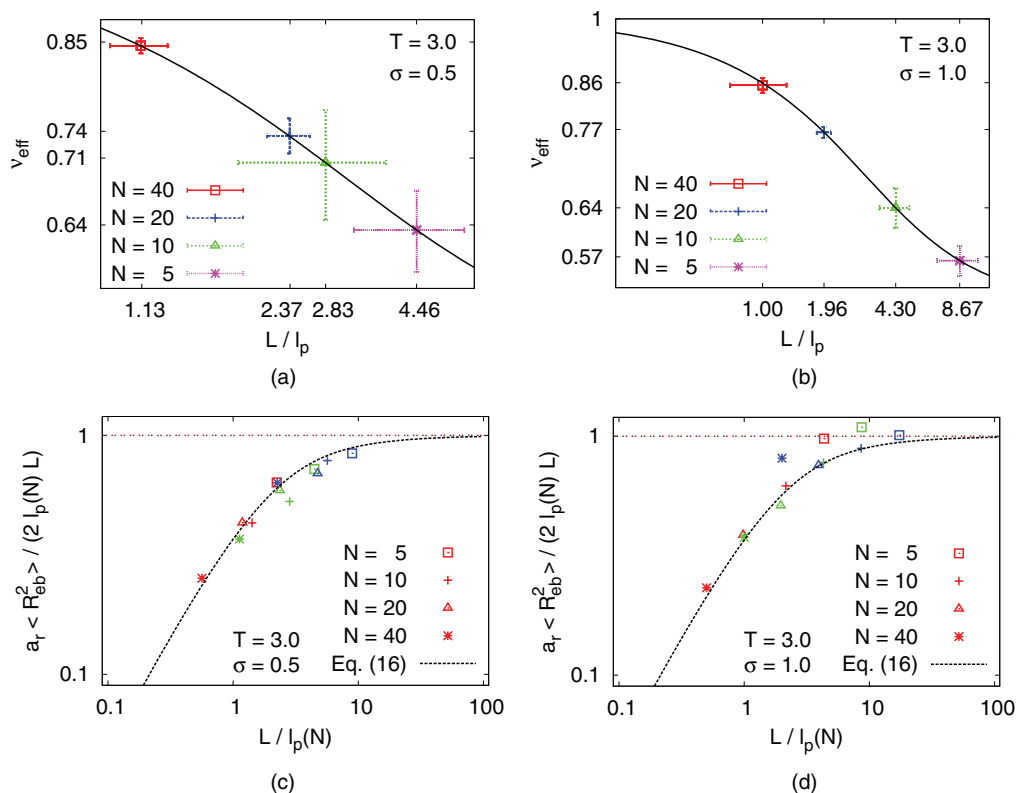 T = 3.0
σ = 0.5
0.85
0.74
0.71
0.64
ν_eff
N = 40
N = 20
N = 10
N = 5
1.13 2.37 2.83 4.46
L / l_p
(a)
T = 3.0
σ = 1.0
1
0.86
0.77
0.64
0.57
ν_eff
N = 40
N = 20
N = 10
N = 5
1.00 1.96 4.30 8.67
L / l_p
(b)
1
0.1
a_r < R²_eb > / (2 l_p(N) L)
N = 5
N = 10
N = 20
N = 40
Eq. (16)
T = 3.0
σ = 0.5
0.1 1 10 100
L / l_p(N)
(c)
1
0.1
a_r < R²_eb > / (2 l_p(N) L)
N = 5
N = 10
N = 20
N = 40
Eq. (16)
T = 3.0
σ = 1.0
0.1 1 10 100
L / l_p(N)
(d)